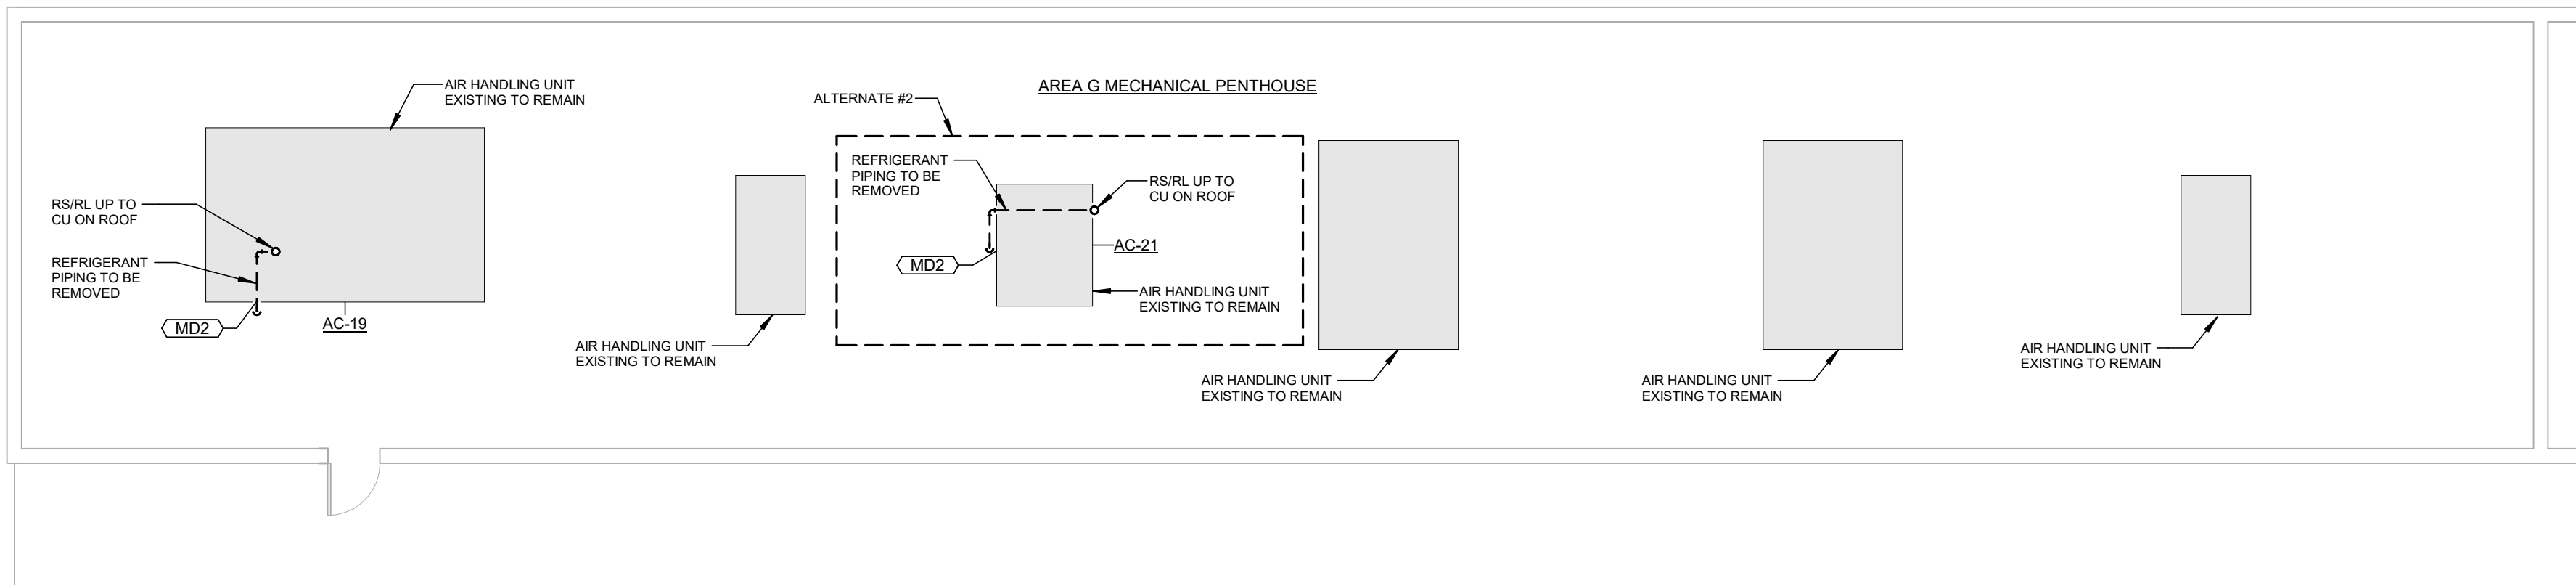 AREA G MECHANICAL PENTHOUSE
AIR HANDLING UNIT
EXISTING TO REMAIN
RS/RL UP TO
CU ON ROOF
REFRIGERANT
PIPING TO BE
REMOVED
MD2
AC-19
AIR HANDLING UNIT
EXISTING TO REMAIN
ALTERNATE #2
REFRIGERANT
PIPING TO BE
REMOVED
RS/RL UP TO
CU ON ROOF
AC-21
MD2
AIR HANDLING UNIT
EXISTING TO REMAIN
AIR HANDLING UNIT
EXISTING TO REMAIN
AIR HANDLING UNIT
EXISTING TO REMAIN
AIR HANDLING UNIT
EXISTING TO REMAIN